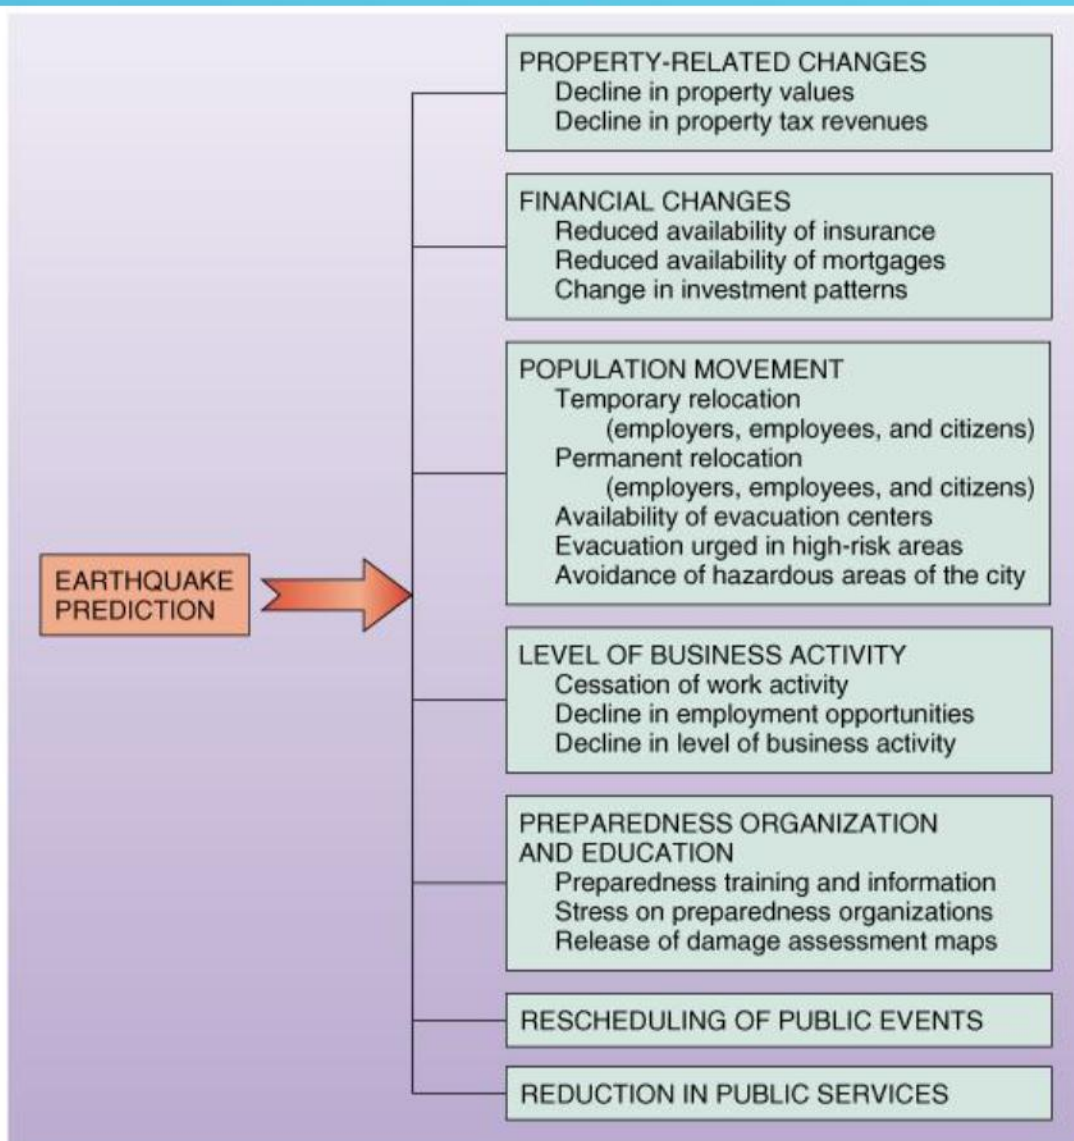 EARTHQUAKE
PREDICTION
PROPERTY-RELATED CHANGES
Decline in property values
Decline in property tax revenues
FINANCIAL CHANGES
Reduced availability of insurance
Reduced availability of mortgages
Change in investment patterns
POPULATION MOVEMENT
Temporary relocation
(employers, employees, and citizens)
Permanent relocation
(employers, employees, and citizens)
Availability of evacuation centers
Evacuation urged in high-risk areas
Avoidance of hazardous areas of the city
LEVEL OF BUSINESS ACTIVITY
Cessation of work activity
Decline in employment opportunities
Decline in level of business activity
PREPAREDNESS ORGANIZATION
AND EDUCATION
Preparedness training and information
Stress on preparedness organizations
Release of damage assessment maps
RESCHEDULING OF PUBLIC EVENTS
REDUCTION IN PUBLIC SERVICES